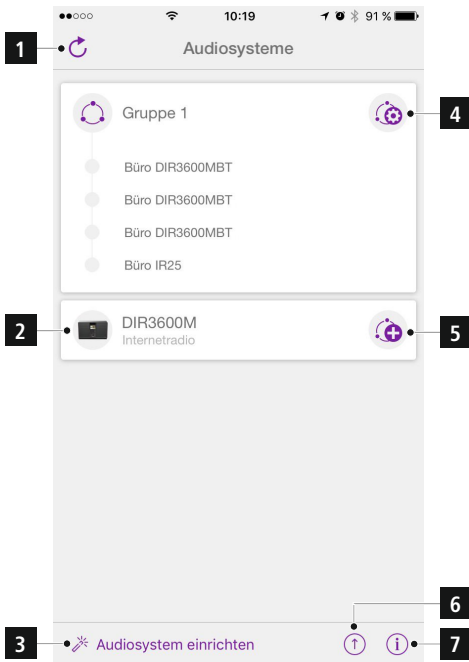 10:19
91 %
1
Audiosysteme
Gruppe 1
4
Büro DIR3600MBT
Büro DIR3600MBT
Büro DIR3600MBT
Büro IR25
2
DIR3600M
Internetradio
5
6
3
Audiosystem einrichten
7